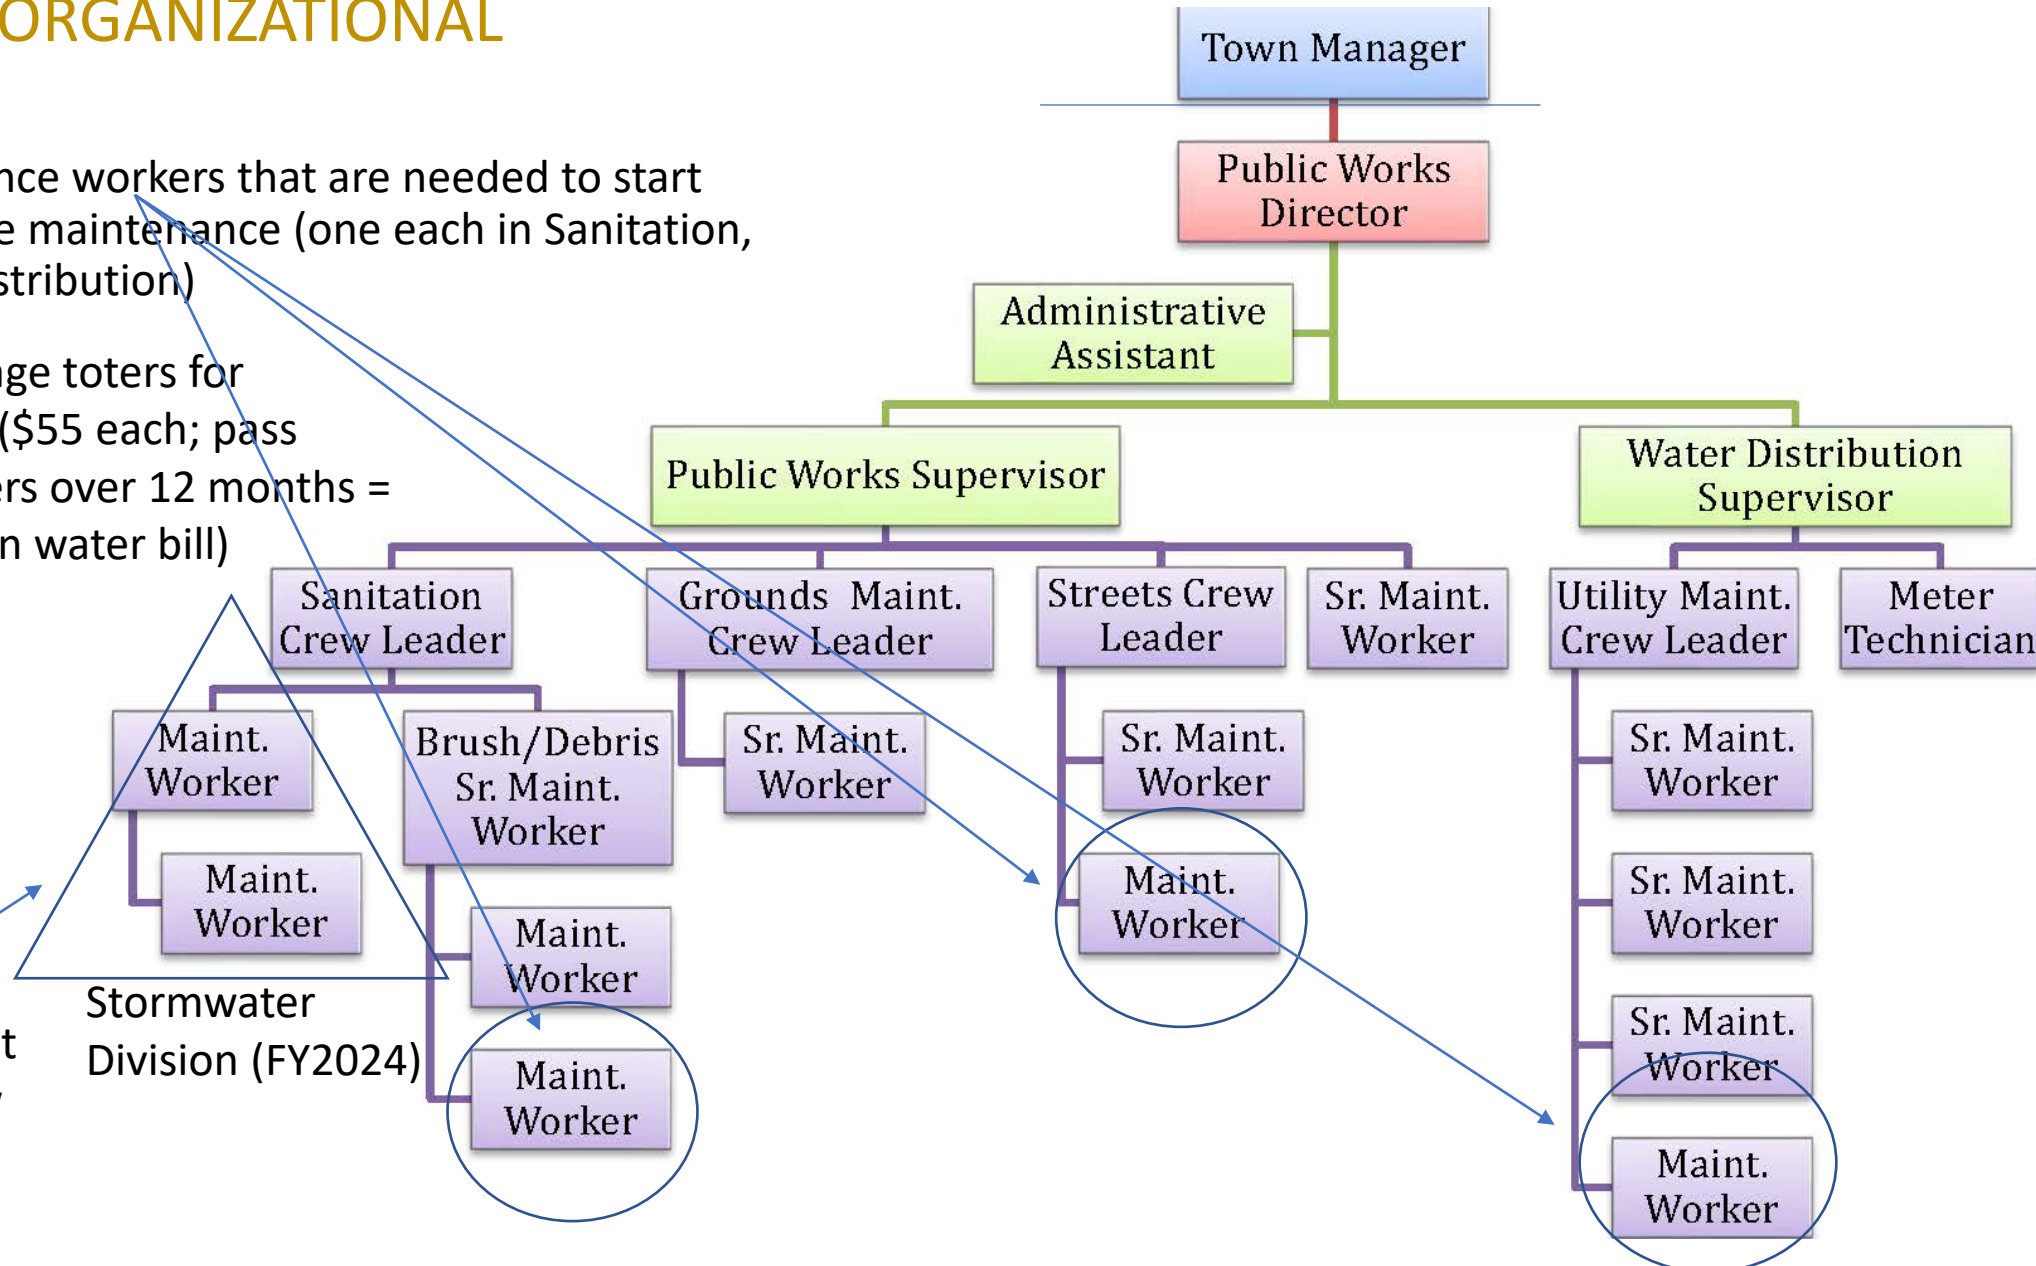 ORGANIZATIONAL
nce workers that are needed to start
e maintenance (one each in Sanitation,
stribution)
age toters for
($55 each; pass
ers over 12 months =
n water bill)
Town Manager
Public Works
Director
Administrative
Assistant
Public Works Supervisor
Water Distribution
Supervisor
Sanitation
Crew Leader
Grounds Maint.
Crew Leader
Streets Crew
Leader
Sr. Maint.
Worker
Utility Maint.
Crew Leader
Meter
Technician
Maint.
Worker
Maint.
Worker
Brush/Debris
Sr. Maint.
Worker
Maint.
Worker
Maint.
Worker
Sr. Maint.
Worker
Sr. Maint.
Worker
Maint.
Worker
Sr. Maint.
Worker
Sr. Maint.
Worker
Sr. Maint.
Worker
Maint.
Worker
Stormwater
Division (FY2024)
t